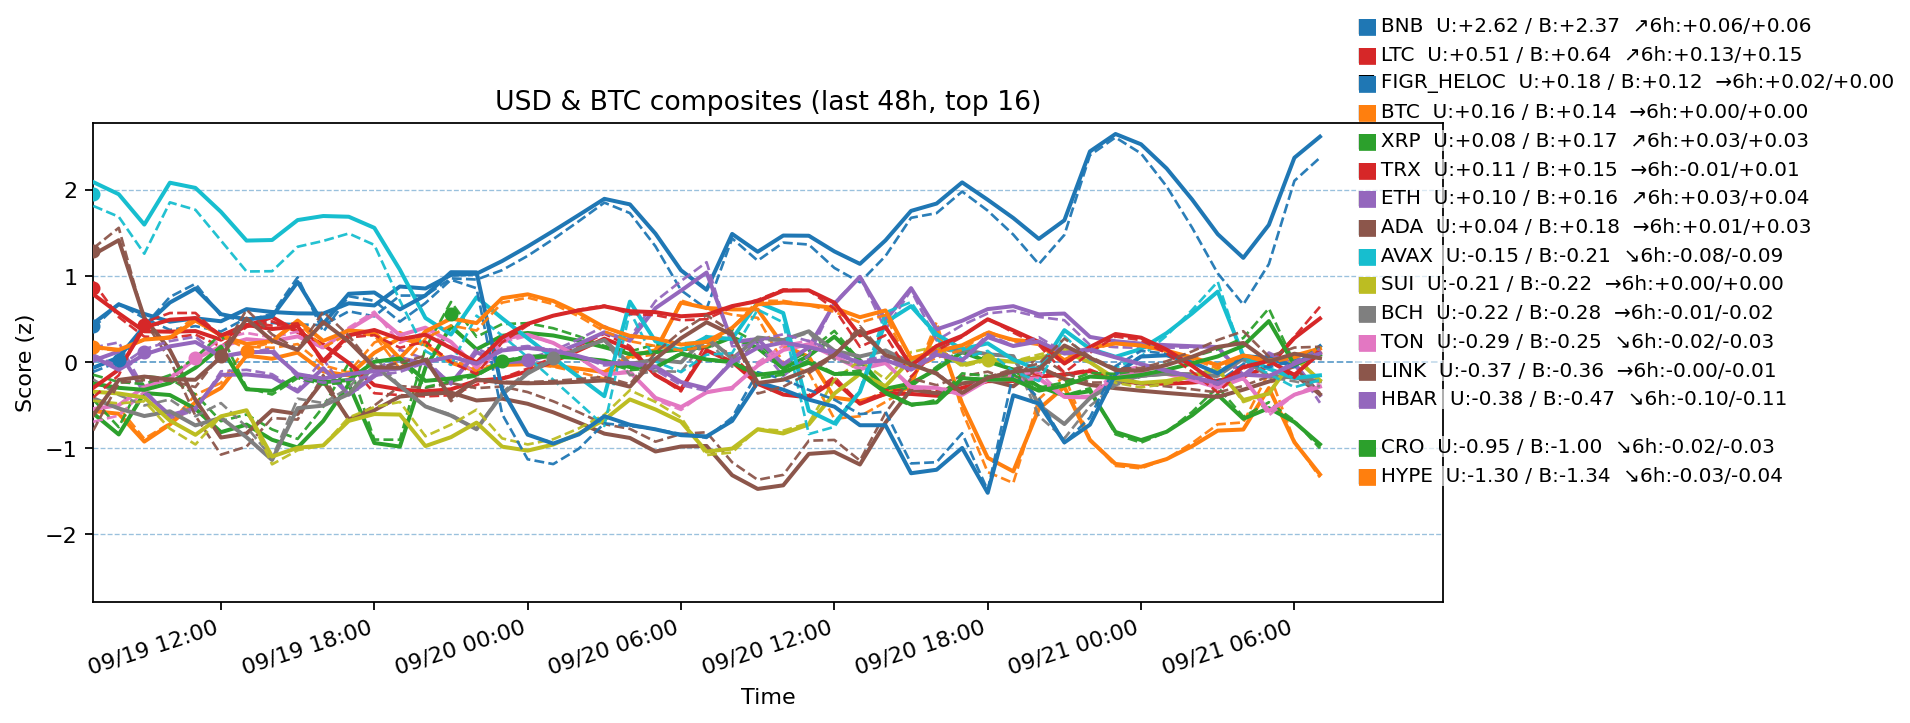 BNB  U:+2.62 / B:+2.37  ↗6h:+0.06/+0.06
LTC  U:+0.51 / B:+0.64  ↗6h:+0.13/+0.15
FIGR_HELOC  U:+0.18 / B:+0.12  →6h:+0.02/+0.00
USD & BTC composites (last 48h, top 16)
BTC  U:+0.16 / B:+0.14  →6h:+0.00/+0.00
XRP  U:+0.08 / B:+0.17  ↗6h:+0.03/+0.03
TRX  U:+0.11 / B:+0.15  →6h:-0.01/+0.01
ETH  U:+0.10 / B:+0.16  ↗6h:+0.03/+0.04
ADA  U:+0.04 / B:+0.18  →6h:+0.01/+0.03
AVAX  U:-0.15 / B:-0.21  ↘6h:-0.08/-0.09
SUI  U:-0.21 / B:-0.22  →6h:+0.00/+0.00
BCH  U:-0.22 / B:-0.28  →6h:-0.01/-0.02
TON  U:-0.29 / B:-0.25  ↘6h:-0.02/-0.03
LINK  U:-0.37 / B:-0.36  →6h:-0.00/-0.01
HBAR  U:-0.38 / B:-0.47  ↘6h:-0.10/-0.11
CRO  U:-0.95 / B:-1.00  ↘6h:-0.02/-0.03
HYPE  U:-1.30 / B:-1.34  ↘6h:-0.03/-0.04
Score (z)
2
1
0
−1
−2
09/19 12:00
09/19 18:00
09/20 00:00
09/20 06:00
09/20 12:00
09/20 18:00
09/21 00:00
09/21 06:00
Time